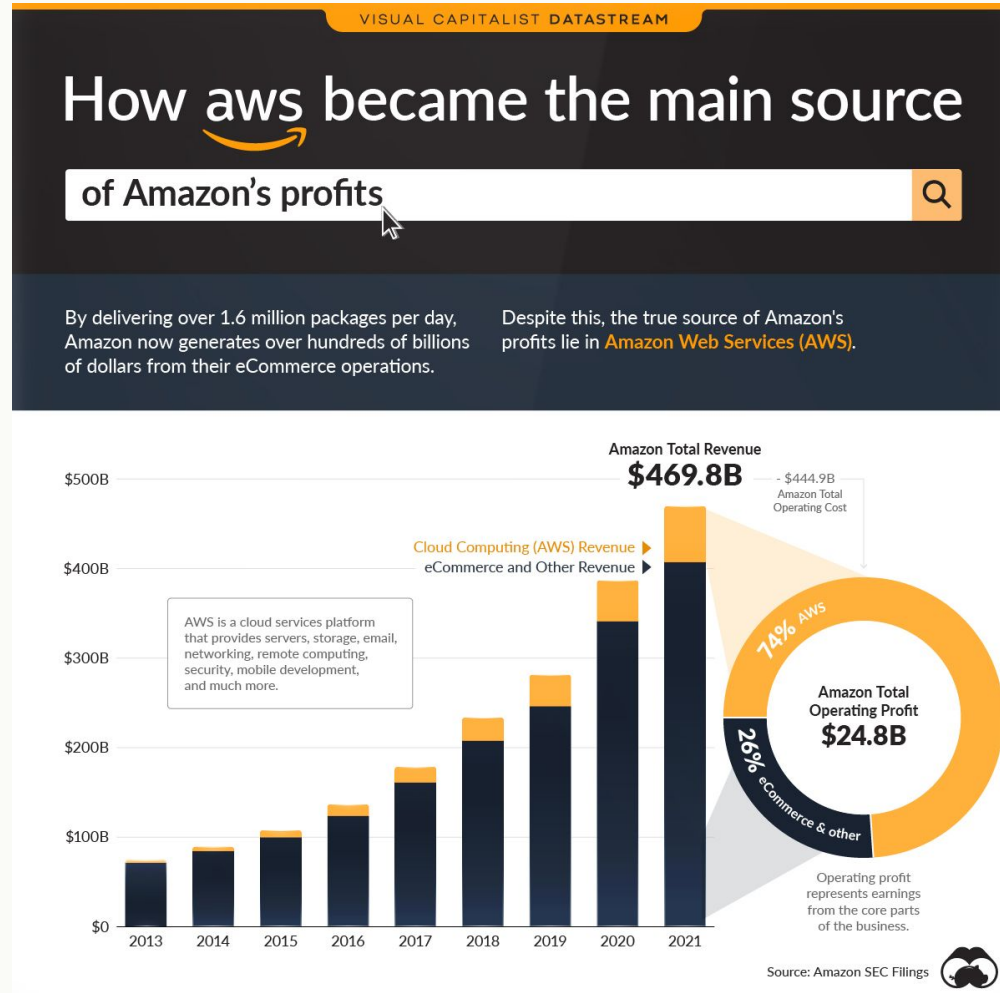 VISUAL CAPITALIST DATASTREAM
How aws became the main source
of Amazon's profits
By delivering over 1.6 million packages per day,
Amazon now generates over hundreds of billions
of dollars from their eCommerce operations.
Despite this, the true source of Amazon's
profits lie in Amazon Web Services (AWS).
Amazon Total Revenue
$469.8B
- $444.9B
Amazon Total
Operating Cost
$500B
$400B
$300B
$200B
$100B
$0
Cloud Computing (AWS) Revenue
eCommerce and Other Revenue
AWS is a cloud services platform
that provides servers, storage, email,
networking, remote computing,
security, mobile development,
and much more.
74% AWS
Amazon Total
Operating Profit
$24.8B
26% eCommerce & other
2013
2014
2015
2016
2017
2018
2019
2020
2021
Operating profit
represents earnings
from the core parts
of the business.
Source: Amazon SEC Filings